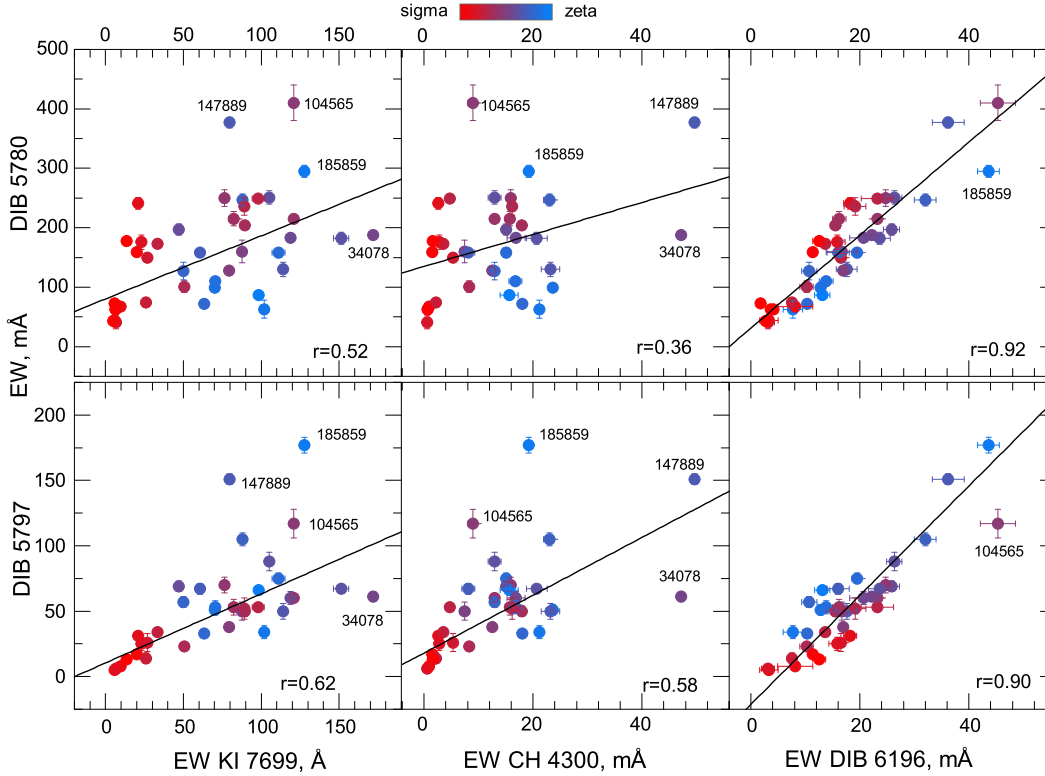 sigma zeta
0 50 100 150 0 20 40 0 20 40
500
400
300
200
100
0
DIB 5780
EW, mÅ
147889
104565
185859
34078
r=0.52
104565
147889
185859
34078
r=0.36
185859
r=0.92
200
150
100
50
0
DIB 5797
185859
147889
104565
34078
r=0.62
185859
147889
104565
34078
r=0.58
104565
r=0.90
0 50 100 150 0 20 40 0 20 40
EW KI 7699, Å EW CH 4300, mÅ EW DIB 6196, mÅ